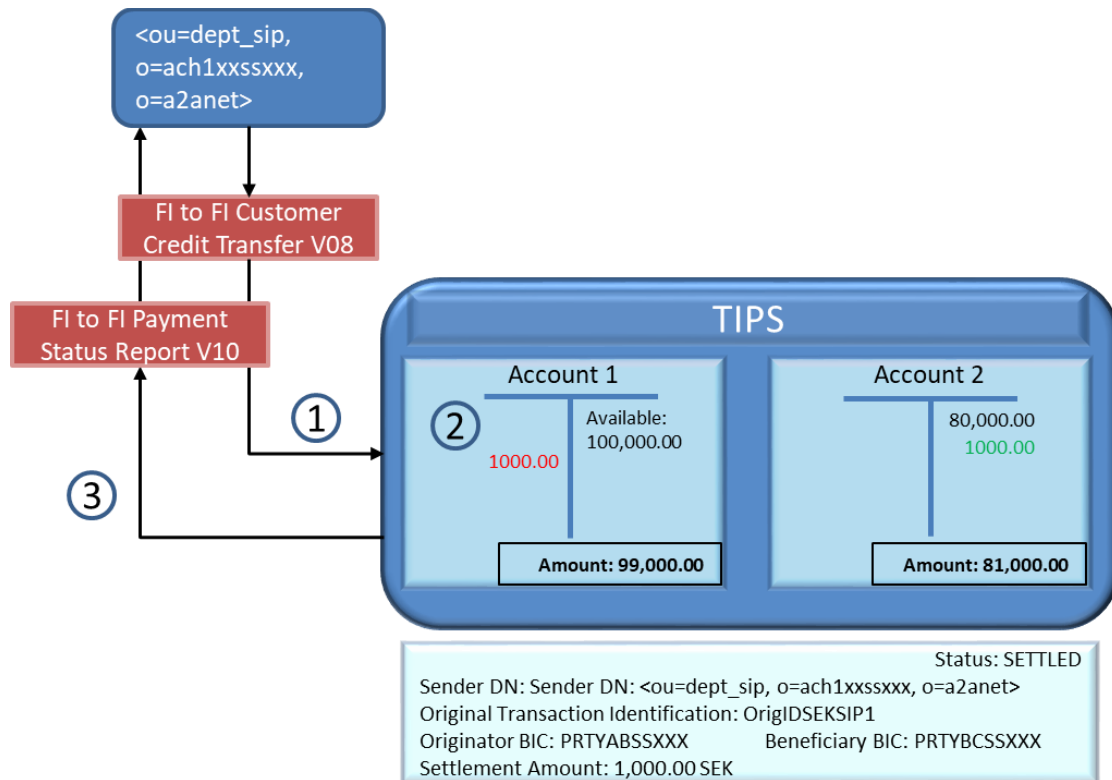 <ou=dept_sip,
o=ach1xxssxxx,
o=a2anet>
FI to FI Customer
Credit Transfer V08
FI to FI Payment
Status Report V10
1
3
TIPS
Account 1
2
Available:
100,000.00
1000.00
Amount: 99,000.00
Account 2
80,000.00
1000.00
Amount: 81,000.00
Status: SETTLED
Sender DN: Sender DN: <ou=dept_sip, o=ach1xxssxxx, o=a2anet>
Original Transaction Identification: OrigIDSEKSIP1
Originator BIC: PRTYABSSXXX Beneficiary BIC: PRTYBCSSXXX
Settlement Amount: 1,000.00 SEK